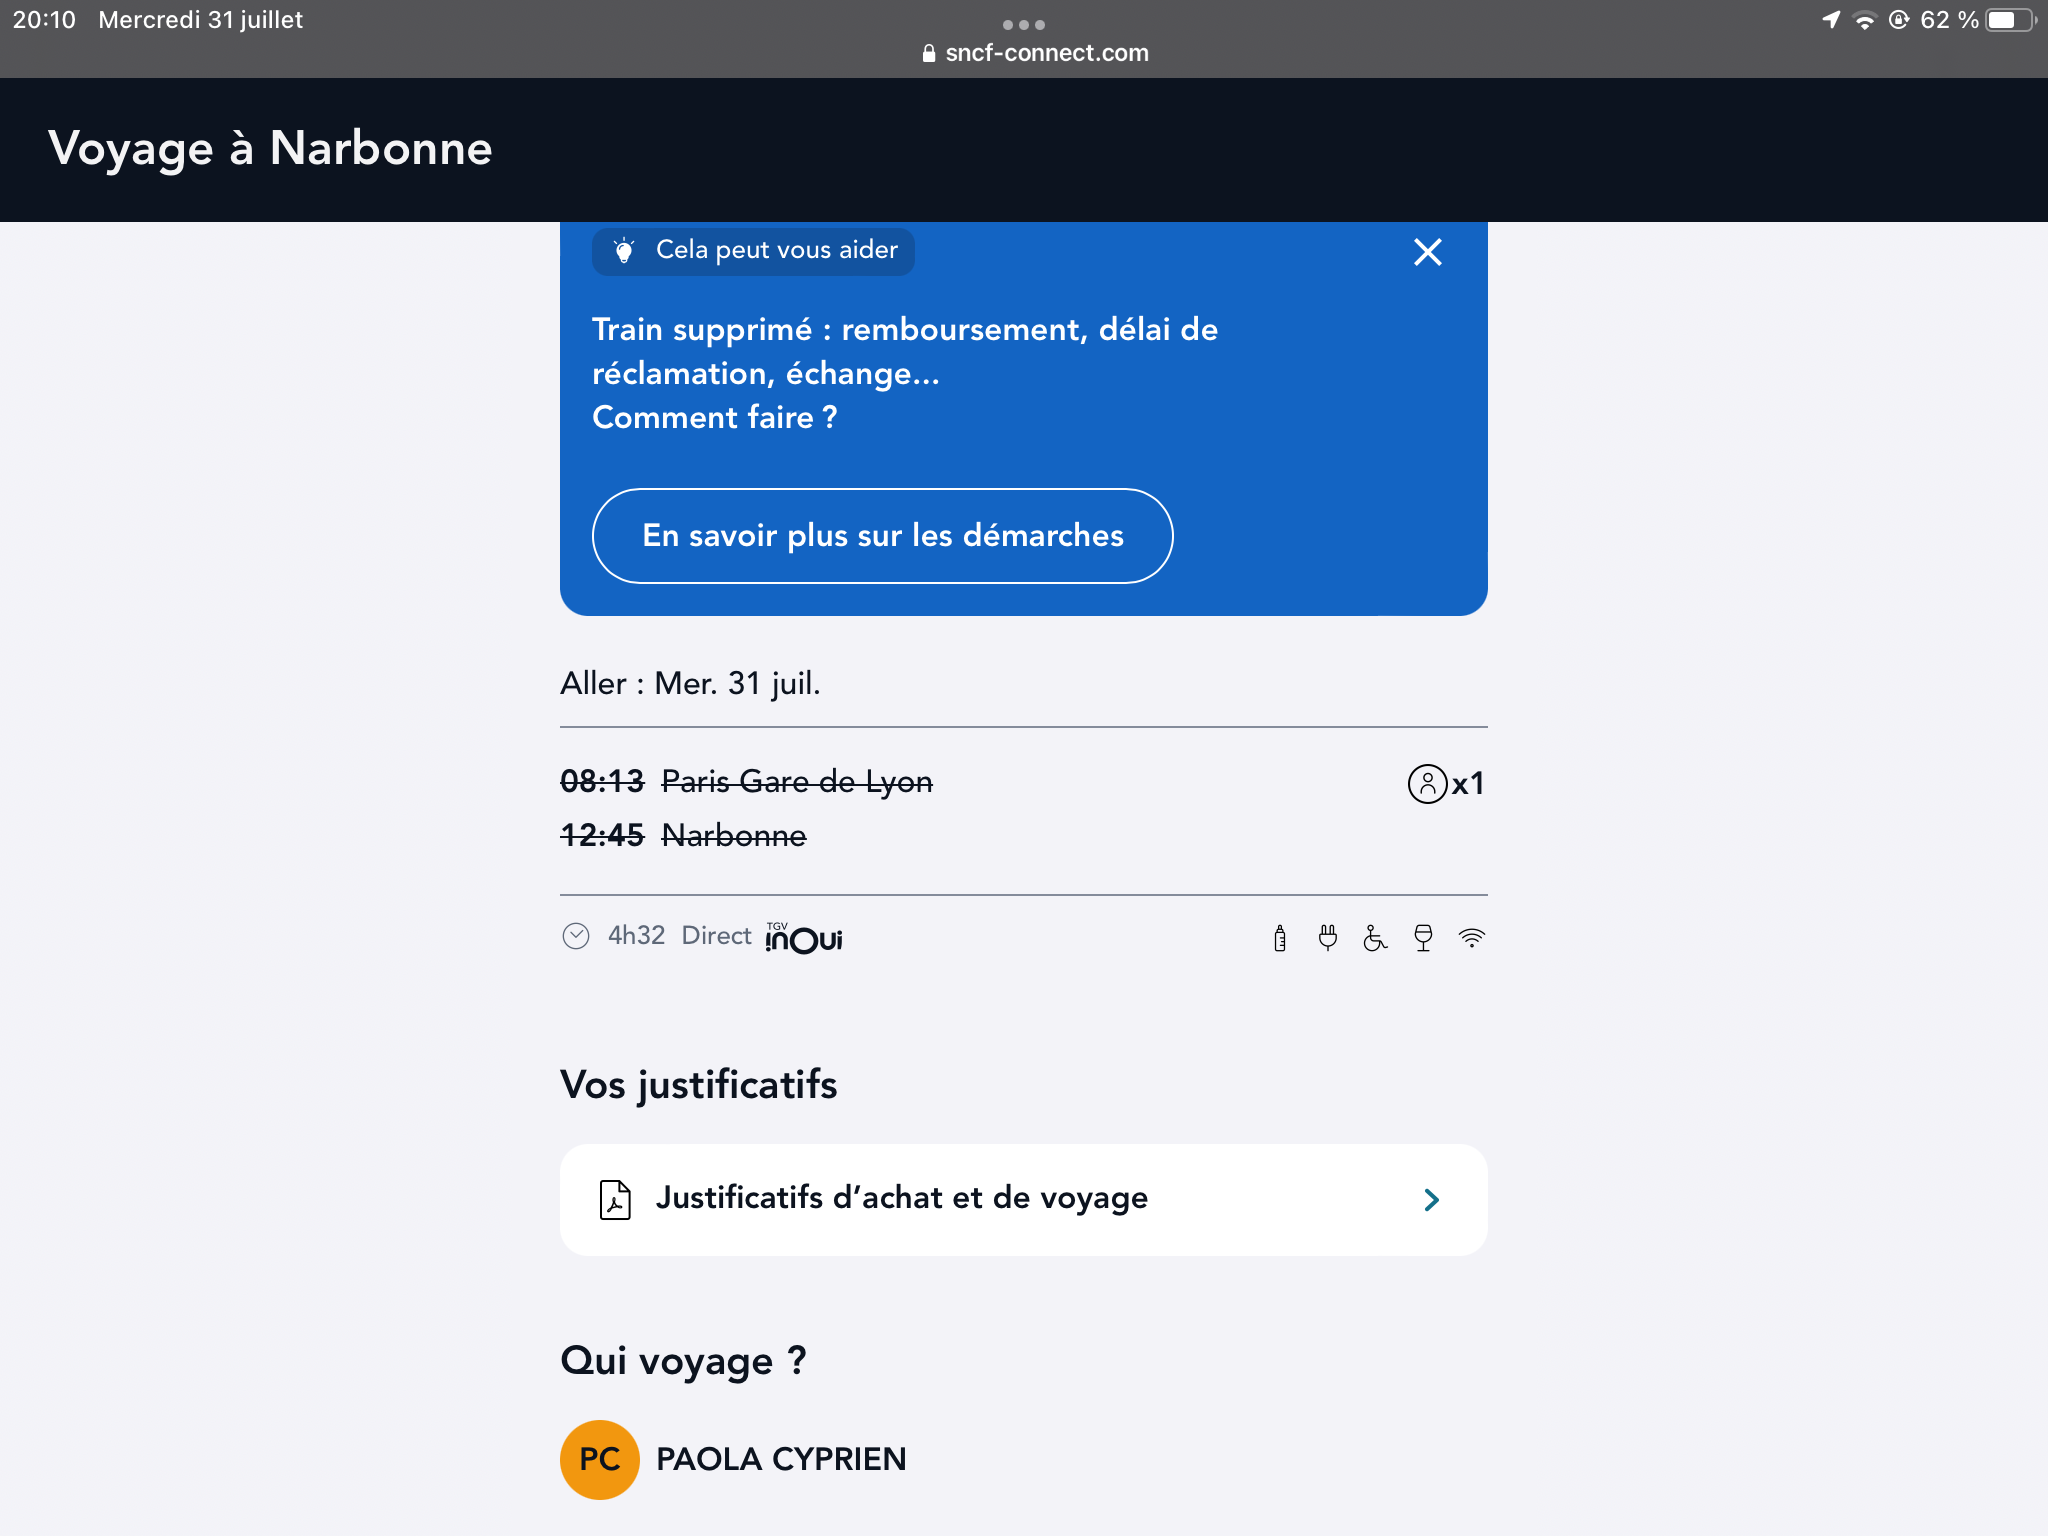 20:10 Mercredi 31 juillet
62 %
sncf-connect.com
Voyage à Narbonne
Cela peut vous aider
Train supprimé : remboursement, délai de
réclamation, échange...
Comment faire ?
En savoir plus sur les démarches
Aller : Mer. 31 juil.
08:13 Paris Gare de Lyon
x1
12:45 Narbonne
4h32 Direct TGV inOui
Vos justificatifs
Justificatifs d’achat et de voyage
Qui voyage ?
PC PAOLA CYPRIEN